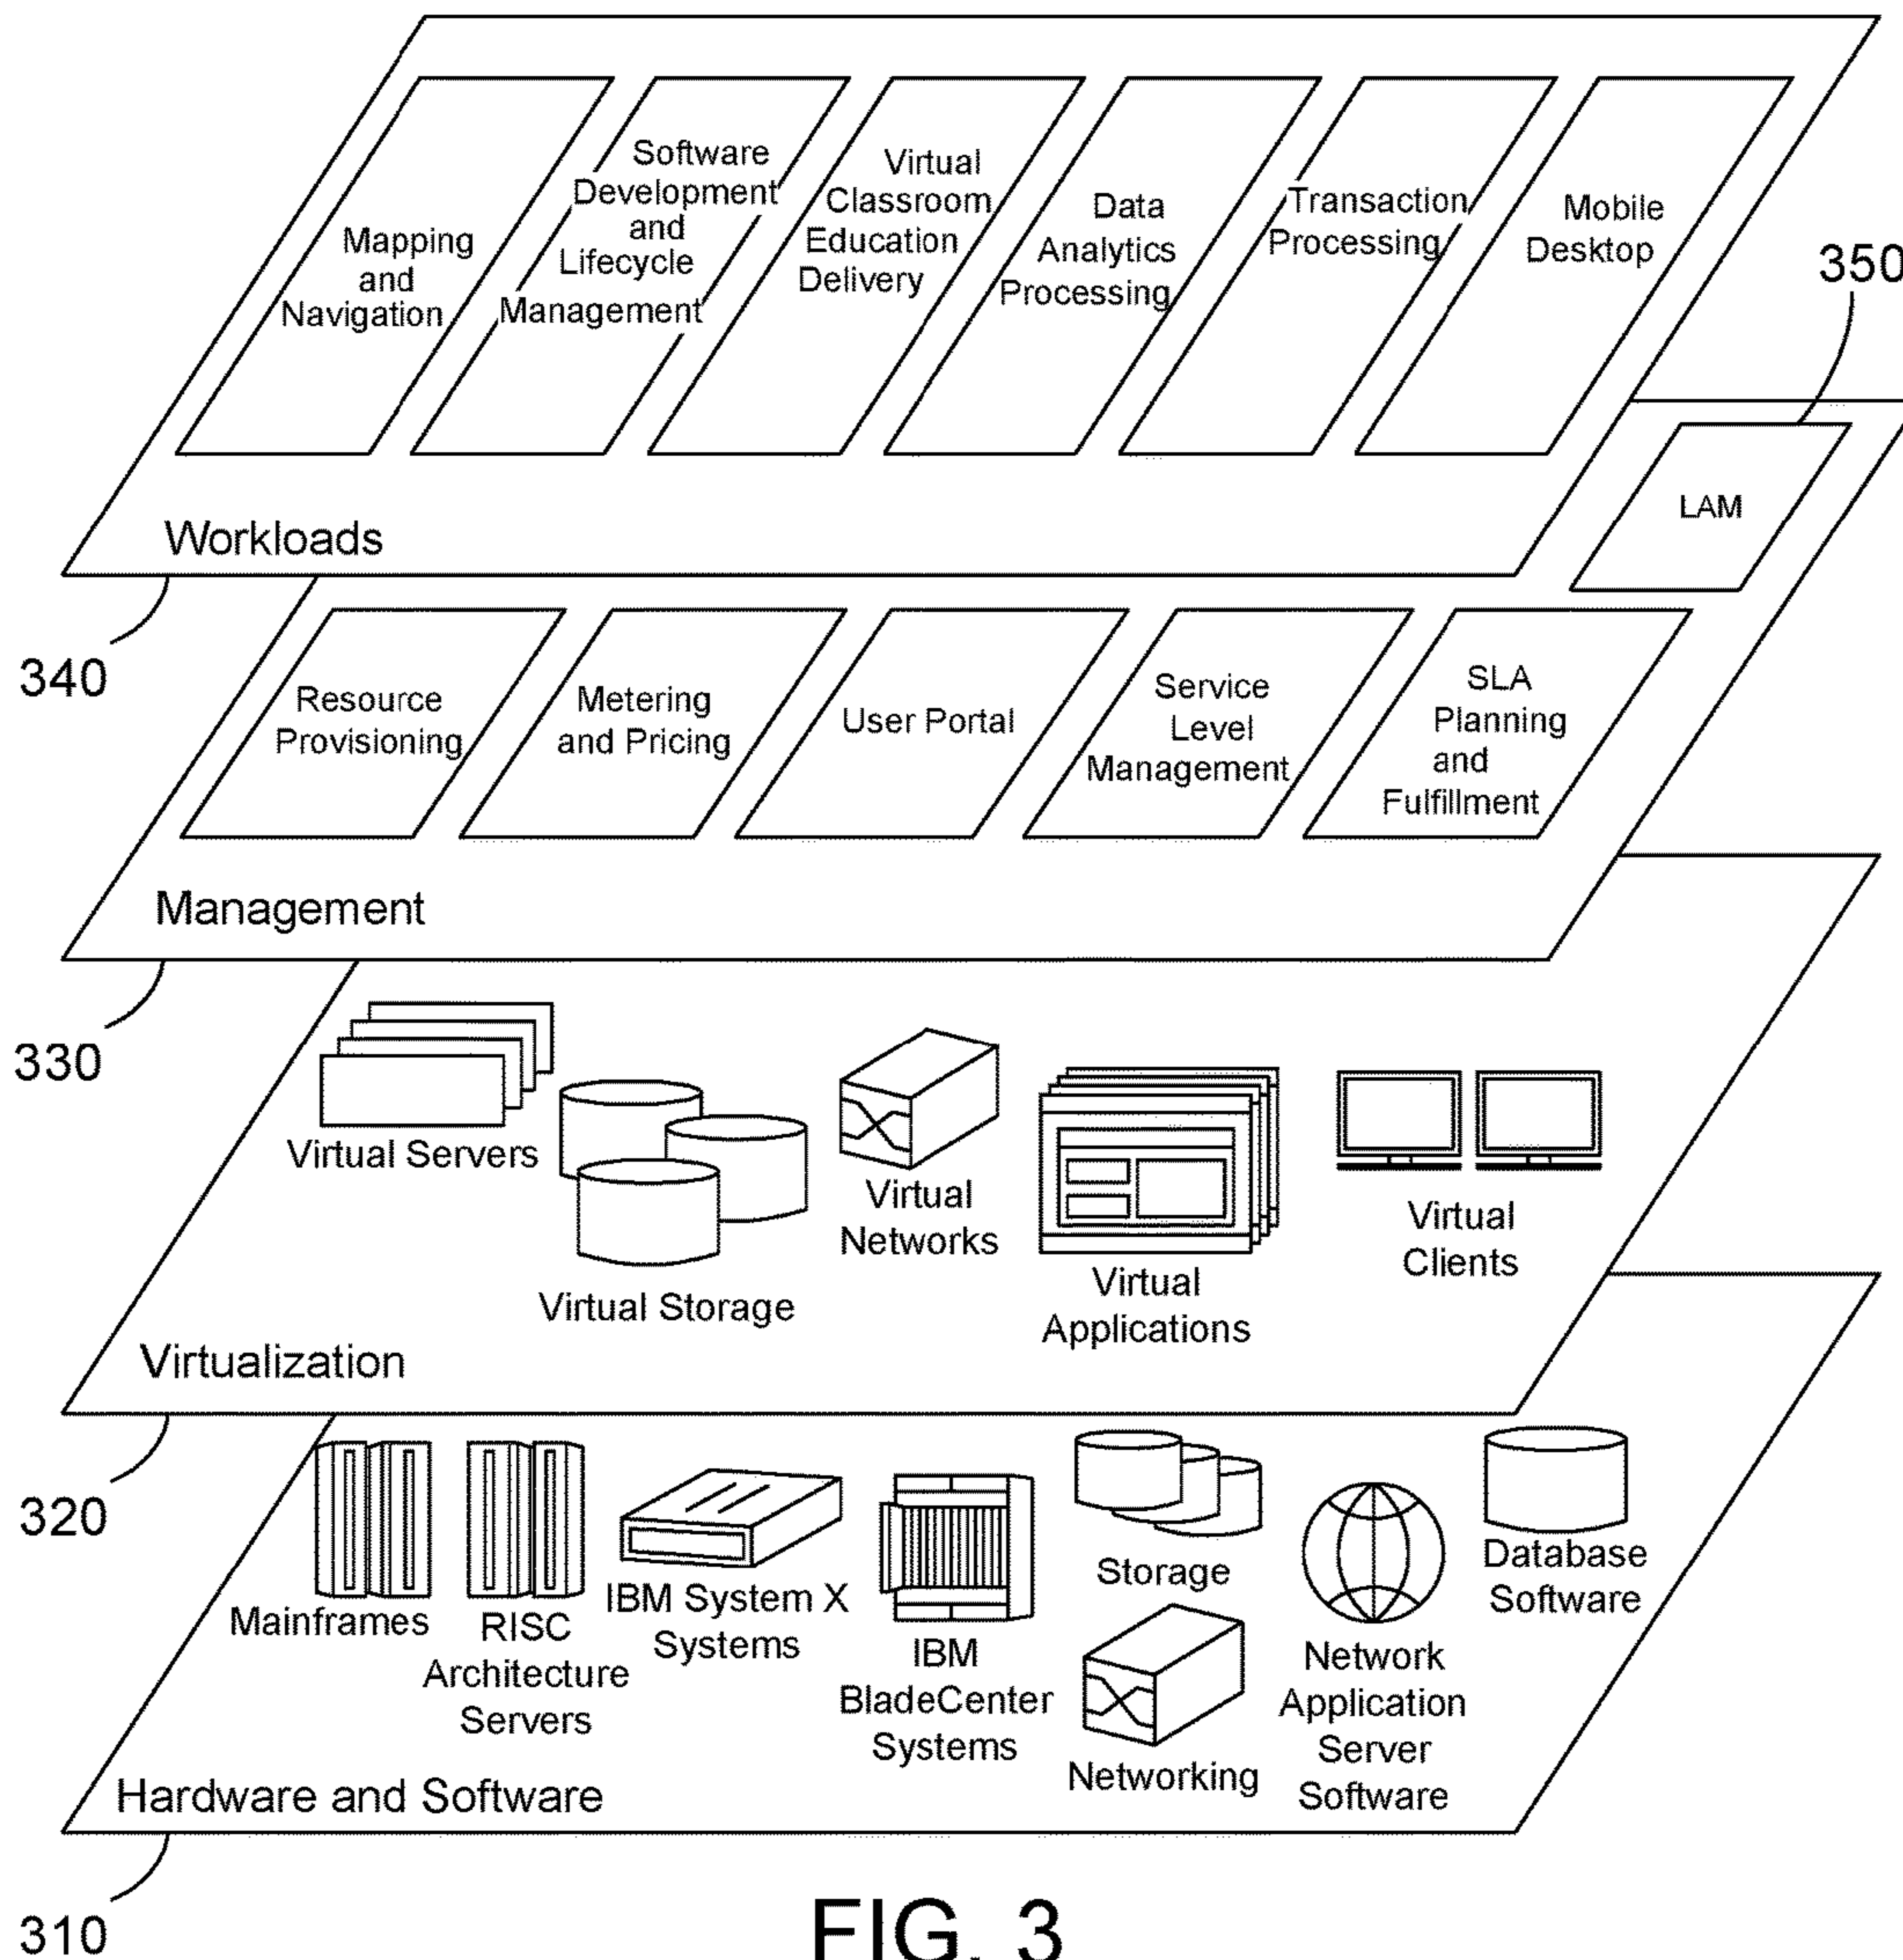 Mapping
and
Navigation
Software
Development
and
Lifecycle
Management
Virtual
Classroom
Education
Delivery
Data
Analytics
Processing
Transaction
Processing
Mobile
Desktop
350
LAM
Workloads
340
Resource
Provisioning
Metering
and Pricing
User Portal
Service
Level
Management
SLA
Planning
and
Fulfillment
Management
330
Virtual Servers
Virtual Storage
Virtual
Networks
Virtual
Applications
Virtual
Clients
Virtualization
320
Mainframes
RISC
Architecture
Servers
IBM System X
Systems
IBM
BladeCenter
Systems
Storage
Networking
Network
Application
Server
Software
Database
Software
Hardware and Software
310
FIG. 3